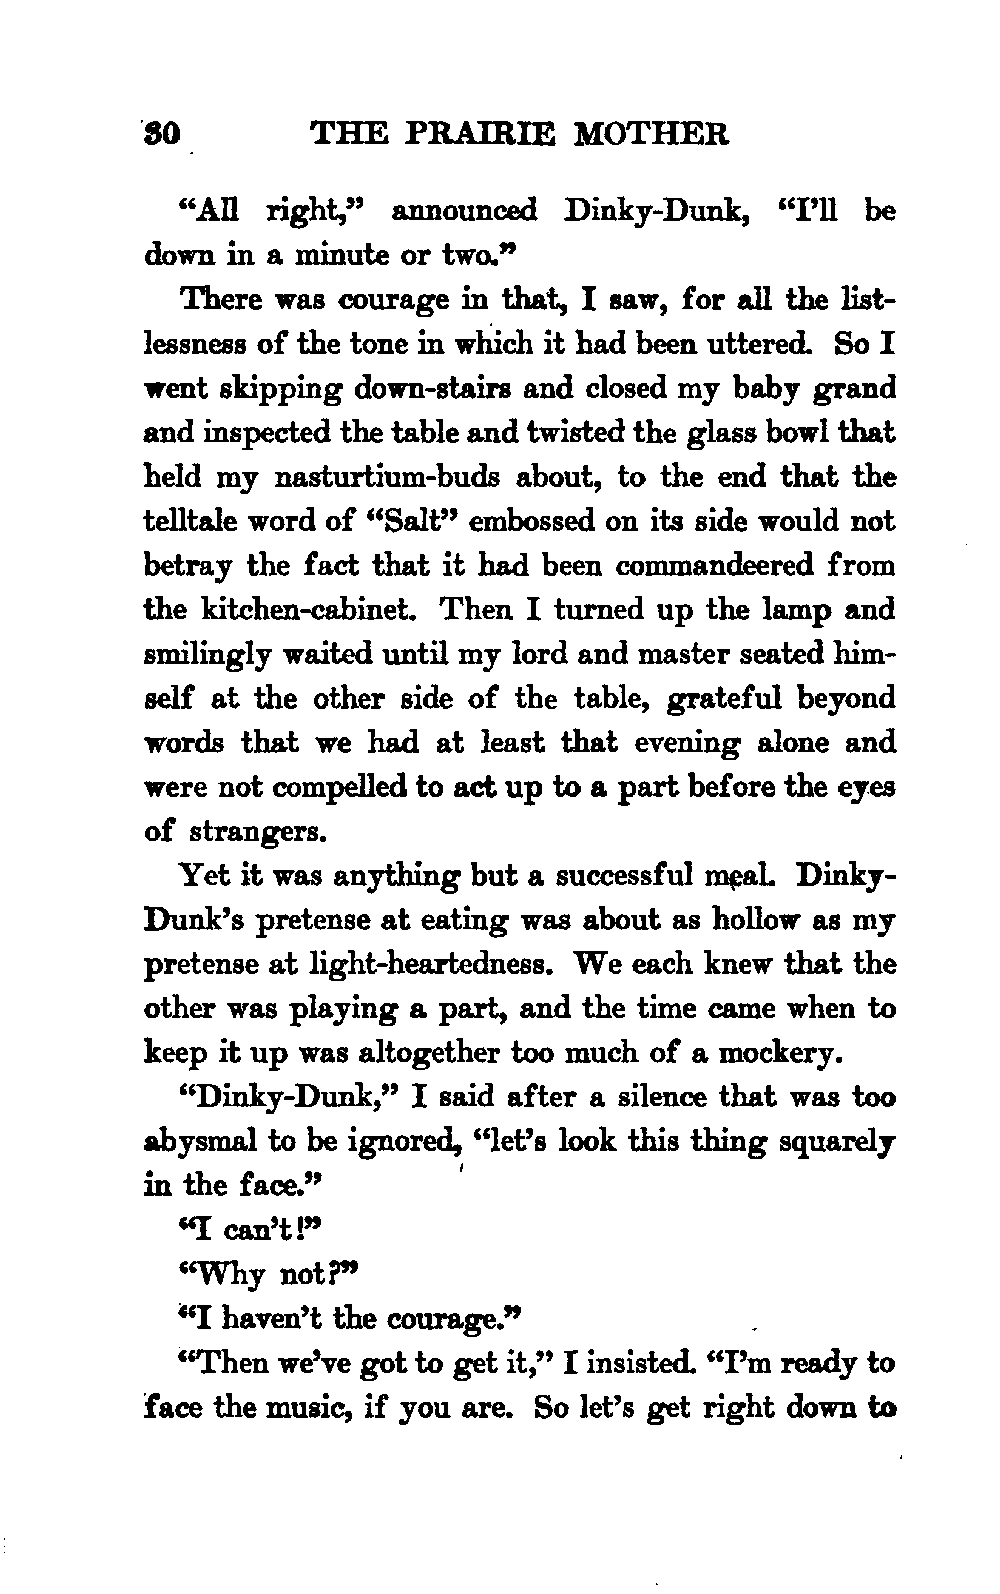 30 THE PRAIRIE MOTHER
“All right,” announced Dinky-Dunk, “I’ll be
down in a minute or two.”
There was courage in that, I saw, for all the list-
lessness of the tone in which it had been uttered. So I
went skipping down-stairs and closed my baby grand
and inspected the table and twisted the glass bowl that
held my nasturtium-buds about, to the end that the
telltale word of “Salt” embossed on its side would not
betray the fact that it had been commandeered from
the kitchen-cabinet. Then I turned up the lamp and
smilingly waited until my lord and master seated him-
self at the other side of the table, grateful beyond
words that we had at least that evening alone and
were not compelled to act up to a part before the eyes
of strangers.
Yet it was anything but a successful meal. Dinky-
Dunk’s pretense at eating was about as hollow as my
pretense at light-heartedness. We each knew that the
other was playing a part, and the time came when to
keep it up was altogether too much of a mockery.
“Dinky-Dunk,” I said after a silence that was too
abysmal to be ignored, “let’s look this thing squarely
in the face.”
“I can’t!”
“Why not?”
“I haven’t the courage.”
“Then we’ve got to get it,” I insisted. “I’m ready to
face the music, if you are. So let’s get right down to